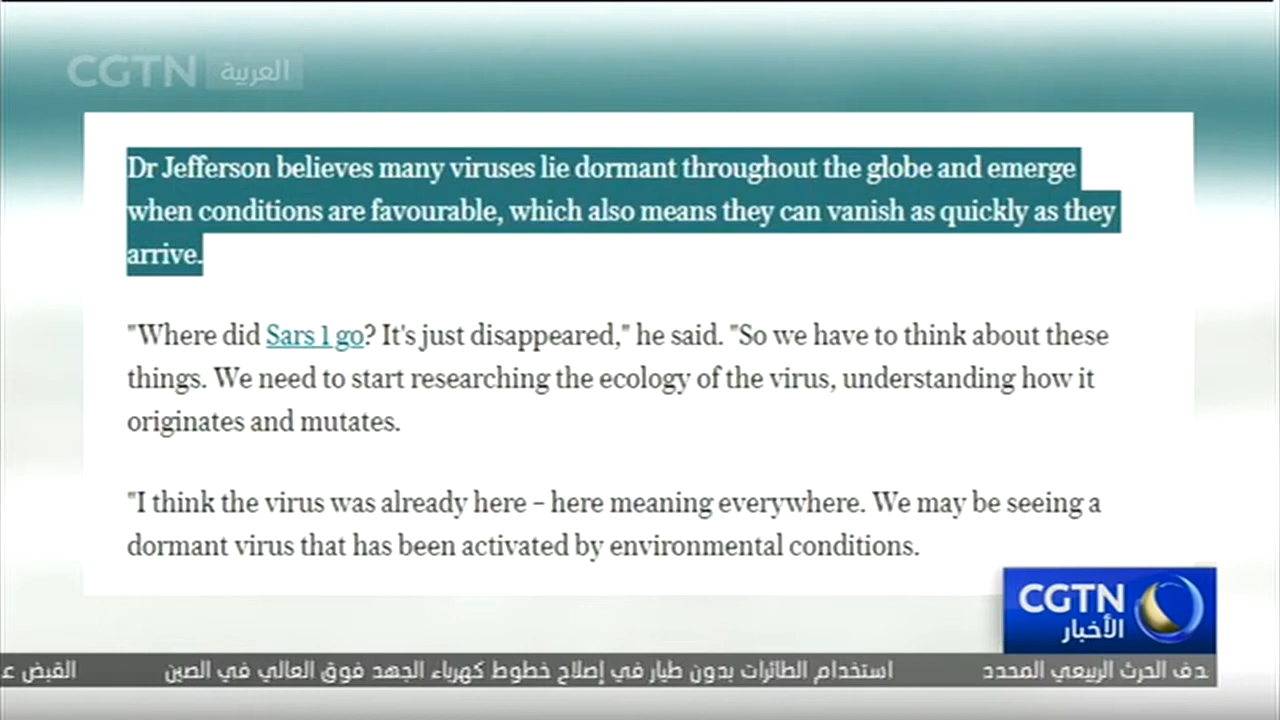 CGTN العربية
Dr Jefferson believes many viruses lie dormant throughout the globe and emerge
when conditions are favourable, which also means they can vanish as quickly as they
arrive.
"Where did Sars 1 go? It's just disappeared," he said. "So we have to think about these
things. We need to start researching the ecology of the virus, understanding how it
originates and mutates.
"I think the virus was already here – here meaning everywhere. We may be seeing a
dormant virus that has been activated by environmental conditions.
CGTN
الأخبار
دف الحرث الربيعي المحدد استخدام الطائرات بدون طيار في إصلاح خطوط كهرباء الجهد فوق العالي في الصين القبض عـ